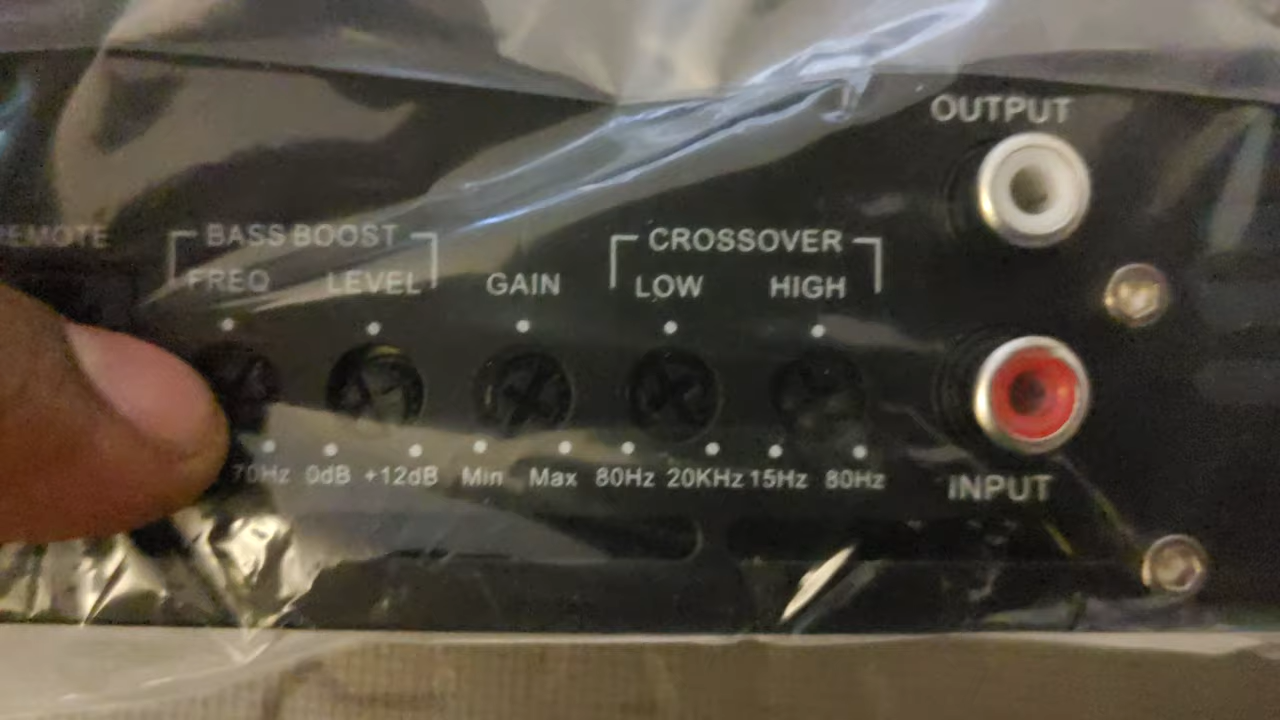 OUTPUT
REMOTE
BASS BOOST
CROSSOVER
FREQ LEVEL GAIN LOW HIGH
70Hz 0dB +12dB Min Max 80Hz 20KHz 15Hz 80Hz
INPUT